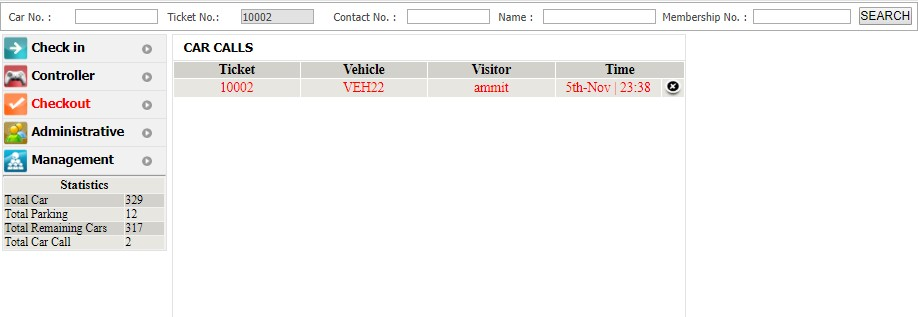 Car No. : Ticket No.: 10002 Contact No. : Name : Membership No. : SEARCH
Check in
Controller
Checkout
Administrative
Management
Statistics
Total Car 329
Total Parking 12
Total Remaining Cars 317
Total Car Call 2
CAR CALLS
Ticket Vehicle Visitor Time
10002 VEH22 ammit 5th-Nov | 23:38